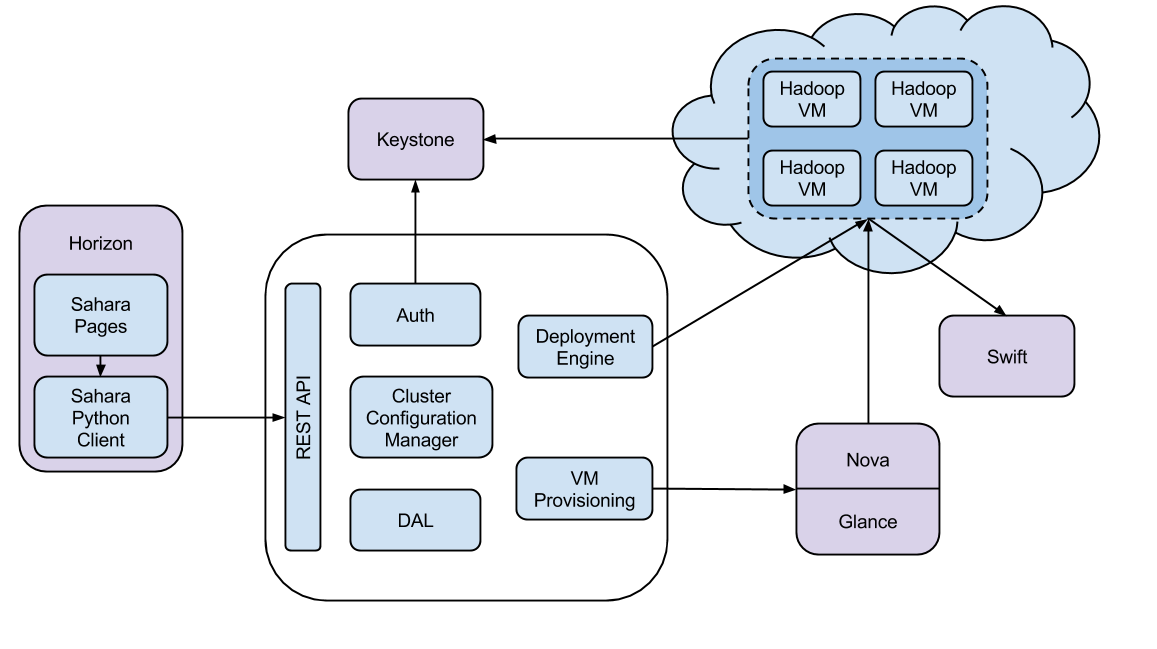 Hadoop
VM
Hadoop
VM
Hadoop
VM
Hadoop
VM
Keystone
Horizon
Sahara
Pages
Sahara
Python
Client
REST API
Auth
Cluster
Configuration
Manager
DAL
Deployment
Engine
VM
Provisioning
Swift
Nova
Glance